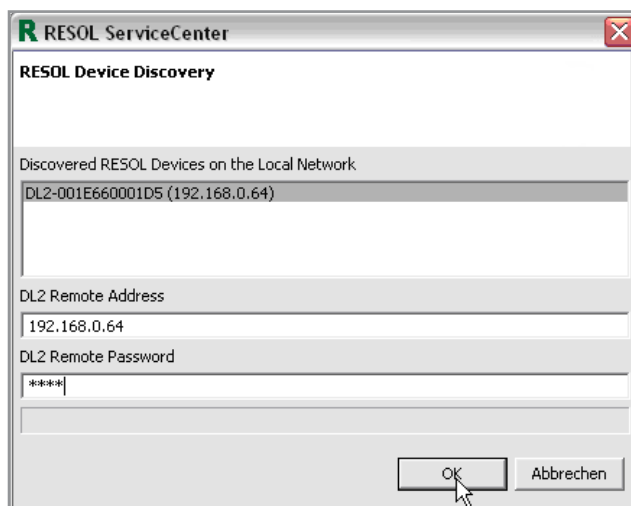 R RESOL ServiceCenter
RESOL Device Discovery
Discovered RESOL Devices on the Local Network
DL2-001E660001D5 (192.168.0.64)
DL2 Remote Address
192.168.0.64
DL2 Remote Password
****
OK
Abbrechen